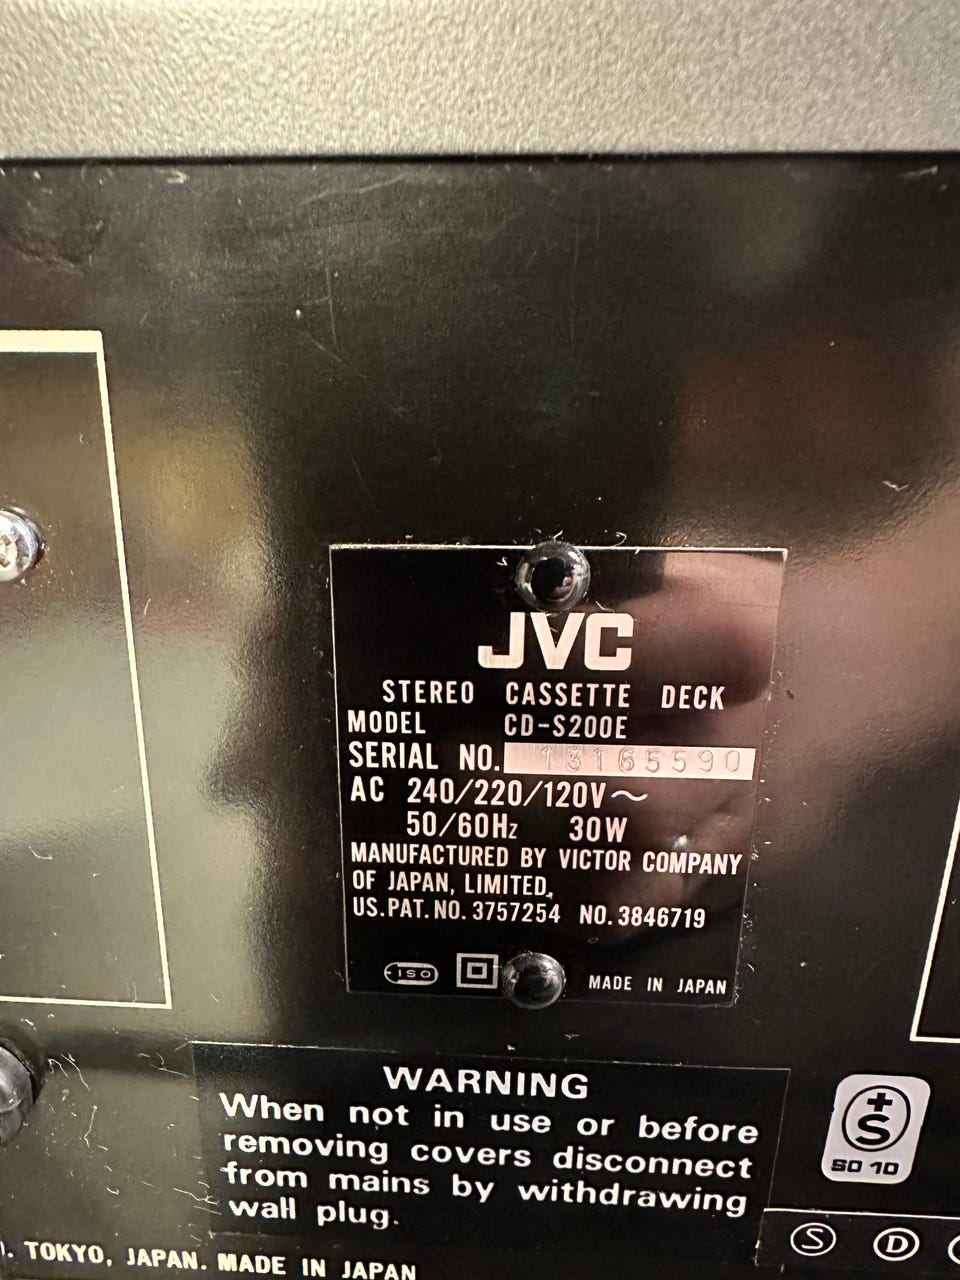 JVC
STEREO CASSETTE DECK
MODEL CD-S200E
SERIAL NO. 13165590
AC 240/220/120V～
50/60Hz 30W
MANUFACTURED BY VICTOR COMPANY
OF JAPAN, LIMITED.
US.PAT.NO.3757254 NO.3846719
ISO
MADE IN JAPAN
WARNING
When not in use or before
removing covers disconnect
from mains by withdrawing
wall plug.
+S
SO 10
S D
). TOKYO, JAPAN. MADE IN JAPAN